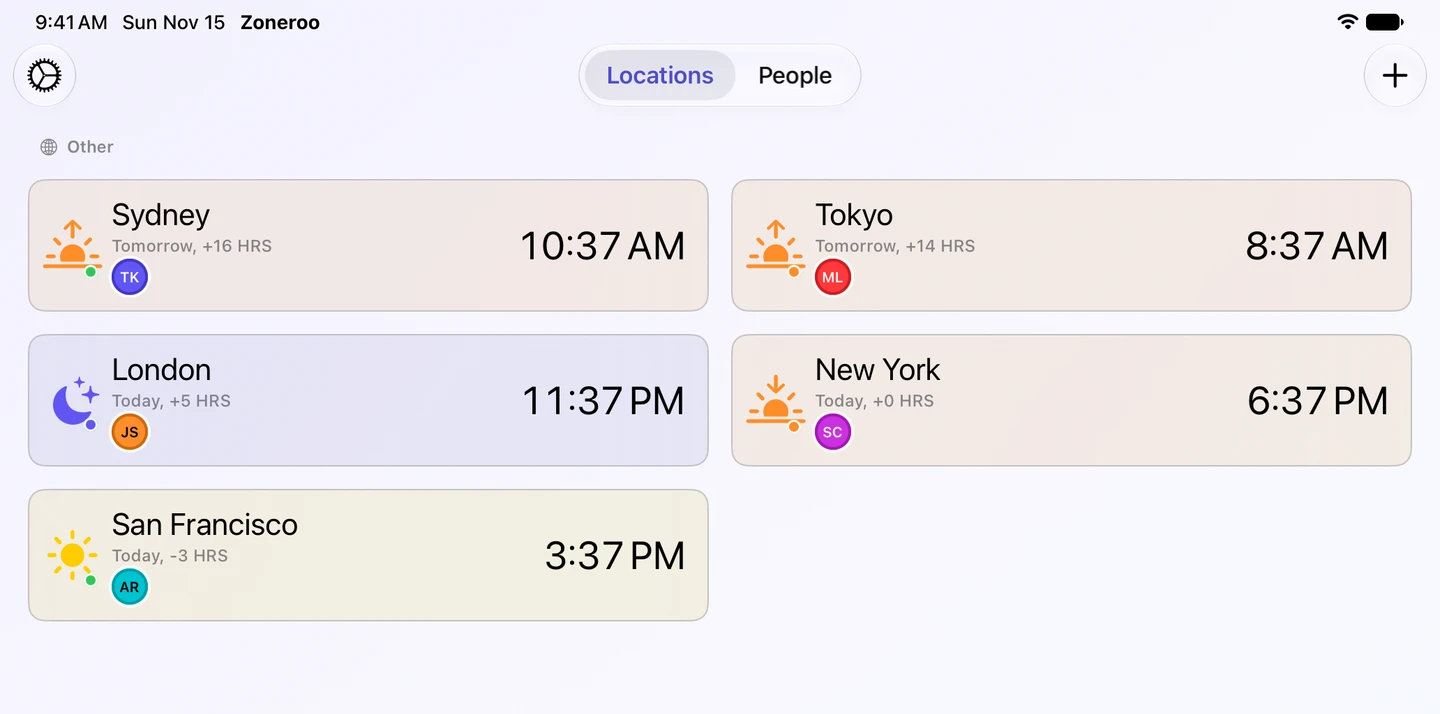 9:41 AM Sun Nov 15 Zoneroo
Locations People
Other
Sydney
Tomorrow, +16 HRS
TK
10:37 AM
Tokyo
Tomorrow, +14 HRS
ML
8:37 AM
London
Today, +5 HRS
JS
11:37 PM
New York
Today, +0 HRS
SC
6:37 PM
San Francisco
Today, -3 HRS
AR
3:37 PM